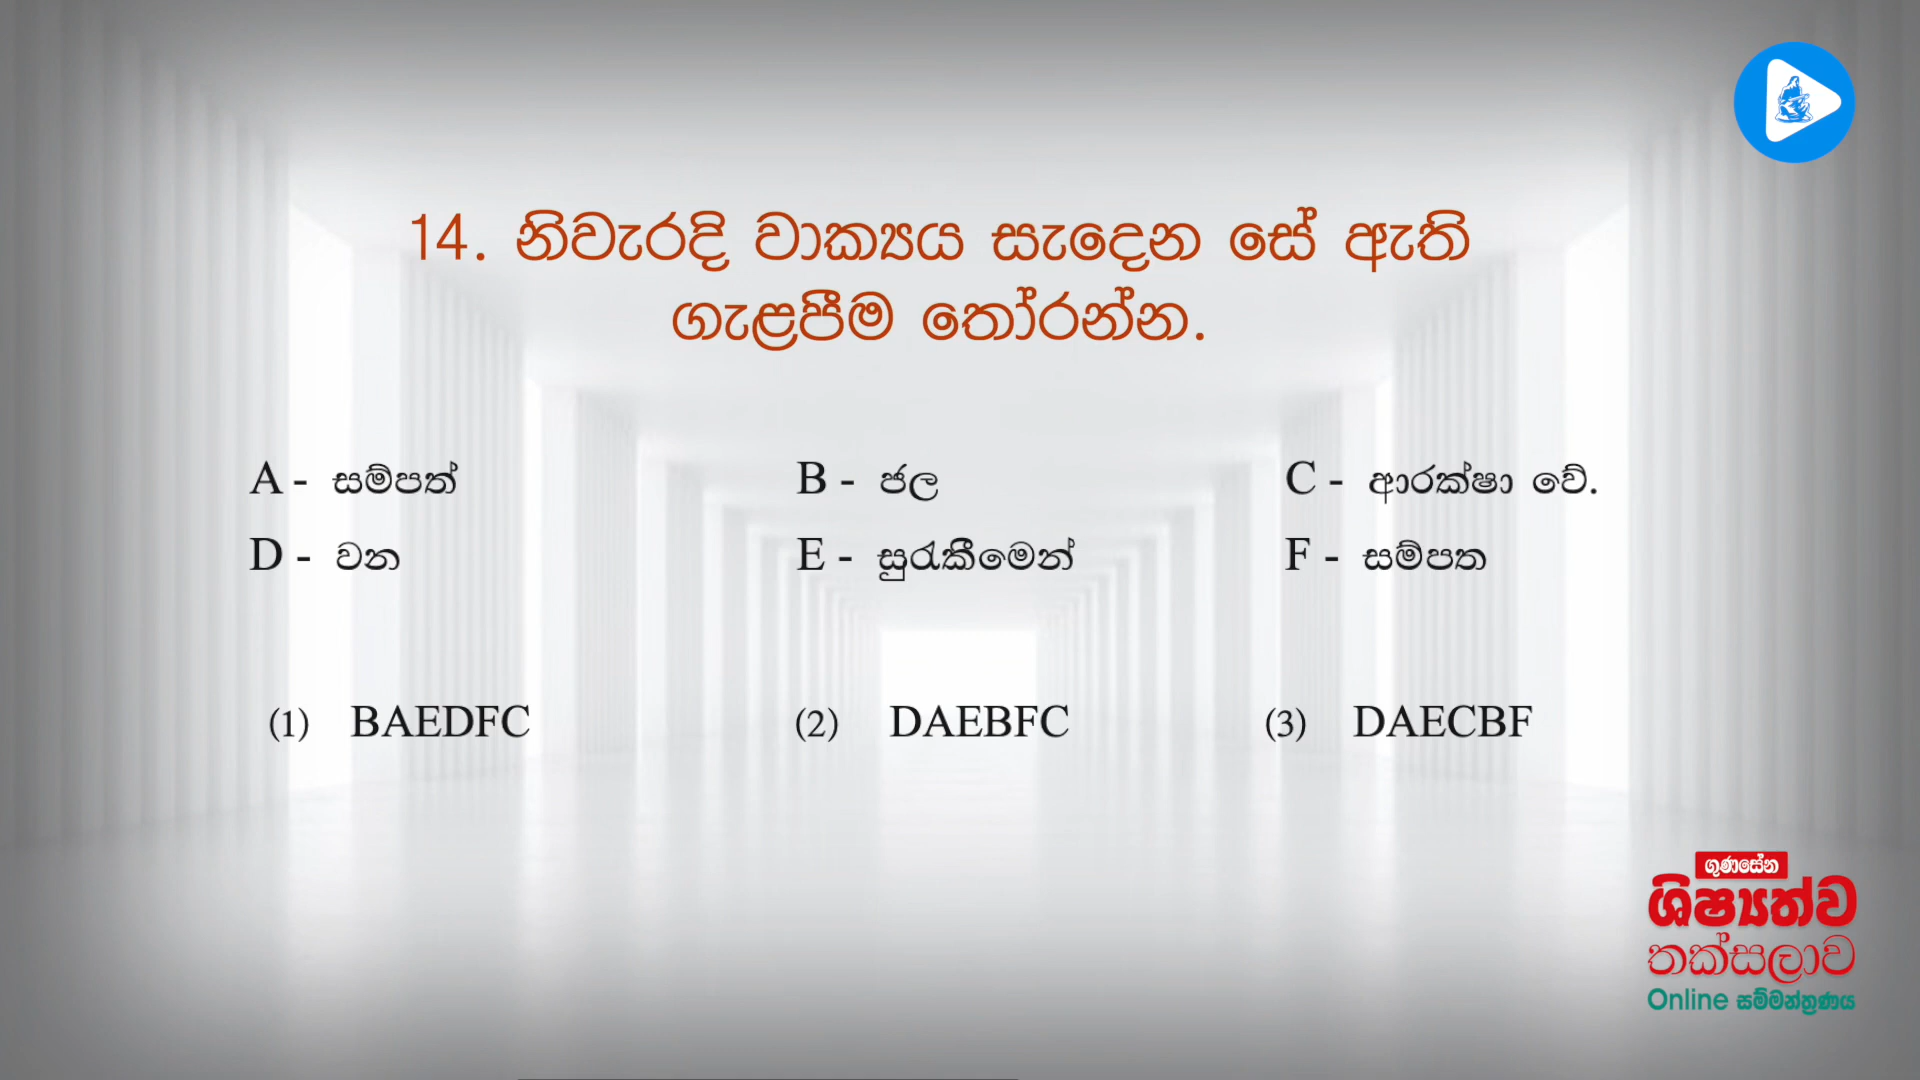 14. නිවැරදි වාක්‍යය සැදෙන සේ ඇති
ගැළපීම තෝරන්න.
A - සම්පත් B - ජල C - ආරක්ෂා වේ.
D - වන E - සුරැකීමෙන් F - සම්පත
(1) BAEDFC (2) DAEBFC (3) DAECBF
ගුණසේන
ශිෂ්‍යත්ව
තක්සලාව
Online සම්මන්ත්‍රණය